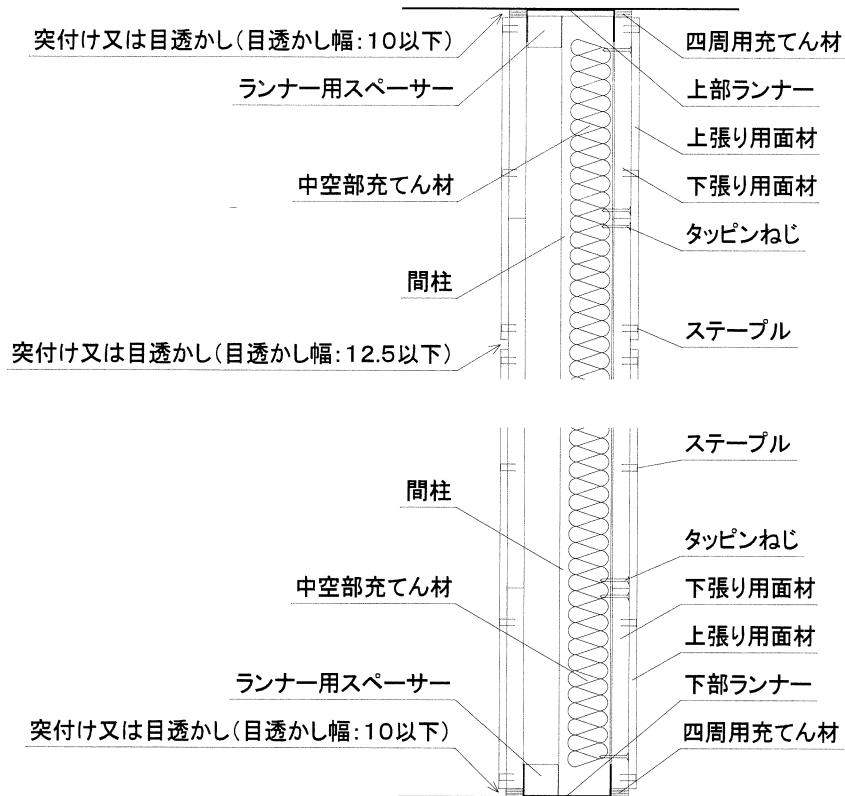 突付け又は目透かし(目透かし幅:10以下)
ランナー用スペーサー
中空部充てん材
間柱
突付け又は目透かし(目透かし幅:12.5以下)
四周用充てん材
上部ランナー
上張り用面材
下張り用面材
タッピンねじ
ステープル
間柱
中空部充てん材
ランナー用スペーサー
突付け又は目透かし(目透かし幅:10以下)
ステープル
タッピンねじ
下張り用面材
上張り用面材
下部ランナー
四周用充てん材